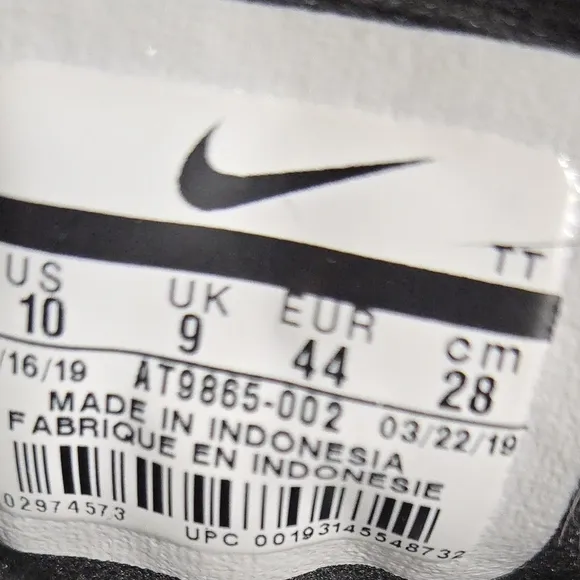 TT
US UK EUR cm
10 9 44 28
/16/19 AT9865-002 03/22/19
MADE IN INDONESIA
FABRIQUE EN INDONESIE
02974573 UPC 00193145548732